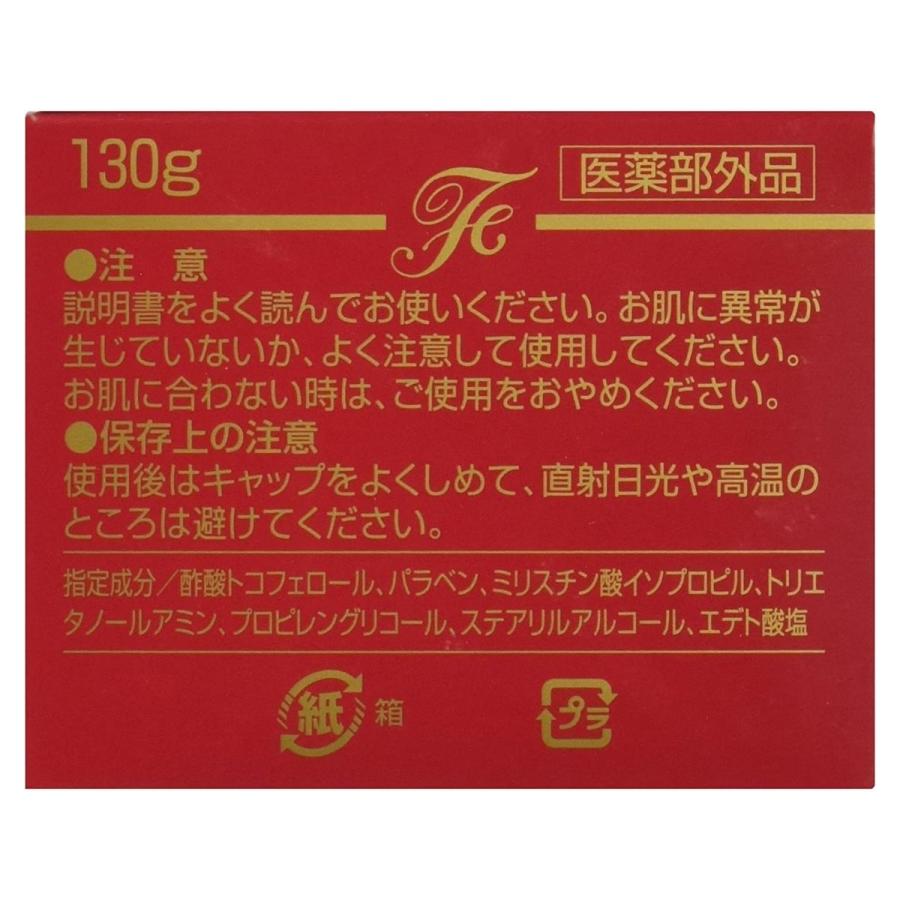 130g
医薬部外品
●注 意
説明書をよく読んでお使いください。お肌に異常が
生じていないか、よく注意して使用してください。
お肌に合わない時は、ご使用をおやめください。
●保存上の注意
使用後はキャップをよくしめて、直射日光や高温の
ところは避けてください。
指定成分／酢酸トコフェロール、パラベン、ミリスチン酸イソプロピル、トリエ
タノールアミン、プロピレングリコール、ステアリルアルコール、エデト酸塩
紙 箱
プラ